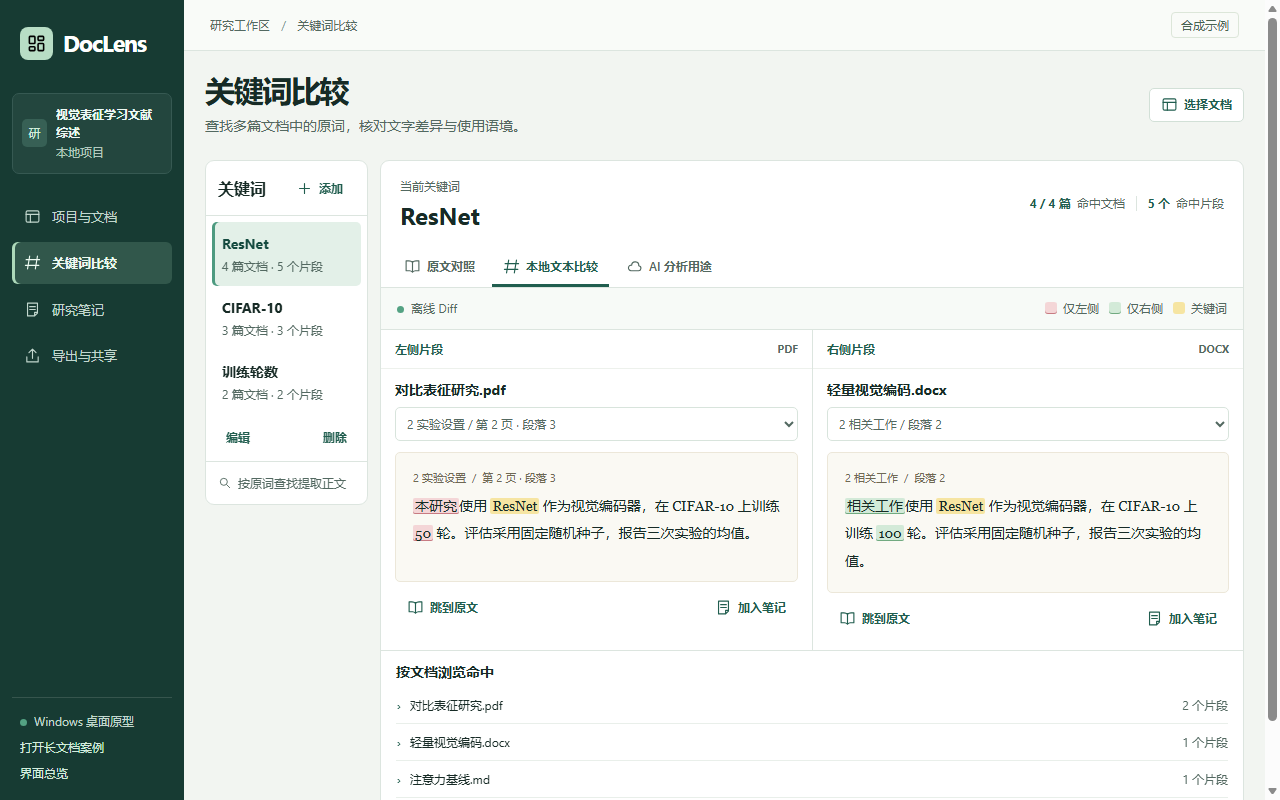 DocLens
研
视觉表征学习文献
综述
本地项目
项目与文档
关键词比较
研究笔记
导出与共享
Windows 桌面原型
打开长文档案例
界面总览
研究工作区 / 关键词比较
合成示例
关键词比较
查找多篇文档中的原词，核对文字差异与使用语境。
选择文档
关键词
添加
ResNet
4 篇文档 · 5 个片段
CIFAR-10
3 篇文档 · 3 个片段
训练轮数
2 篇文档 · 2 个片段
编辑 删除
按原词查找提取正文
当前关键词
ResNet
4 / 4 篇 命中文档 5 个 命中片段
原文对照 本地文本比较 AI 分析用途
离线 Diff
仅左侧 仅右侧 关键词
左侧片段 PDF
对比表征研究.pdf
2 实验设置 / 第 2 页 · 段落 3
2 实验设置 / 第 2 页 · 段落 3
本研究使用 ResNet 作为视觉编码器，在 CIFAR-10 上训练
50 轮。评估采用固定随机种子，报告三次实验的均值。
跳到原文 加入笔记
右侧片段 DOCX
轻量视觉编码.docx
2 相关工作 / 段落 2
2 相关工作 / 段落 2
相关工作使用 ResNet 作为视觉编码器，在 CIFAR-10 上
训练 100 轮。评估采用固定随机种子，报告三次实验的均
值。
跳到原文 加入笔记
按文档浏览命中
› 对比表征研究.pdf 2 个片段
› 轻量视觉编码.docx 1 个片段
› 注意力基线.md 1 个片段